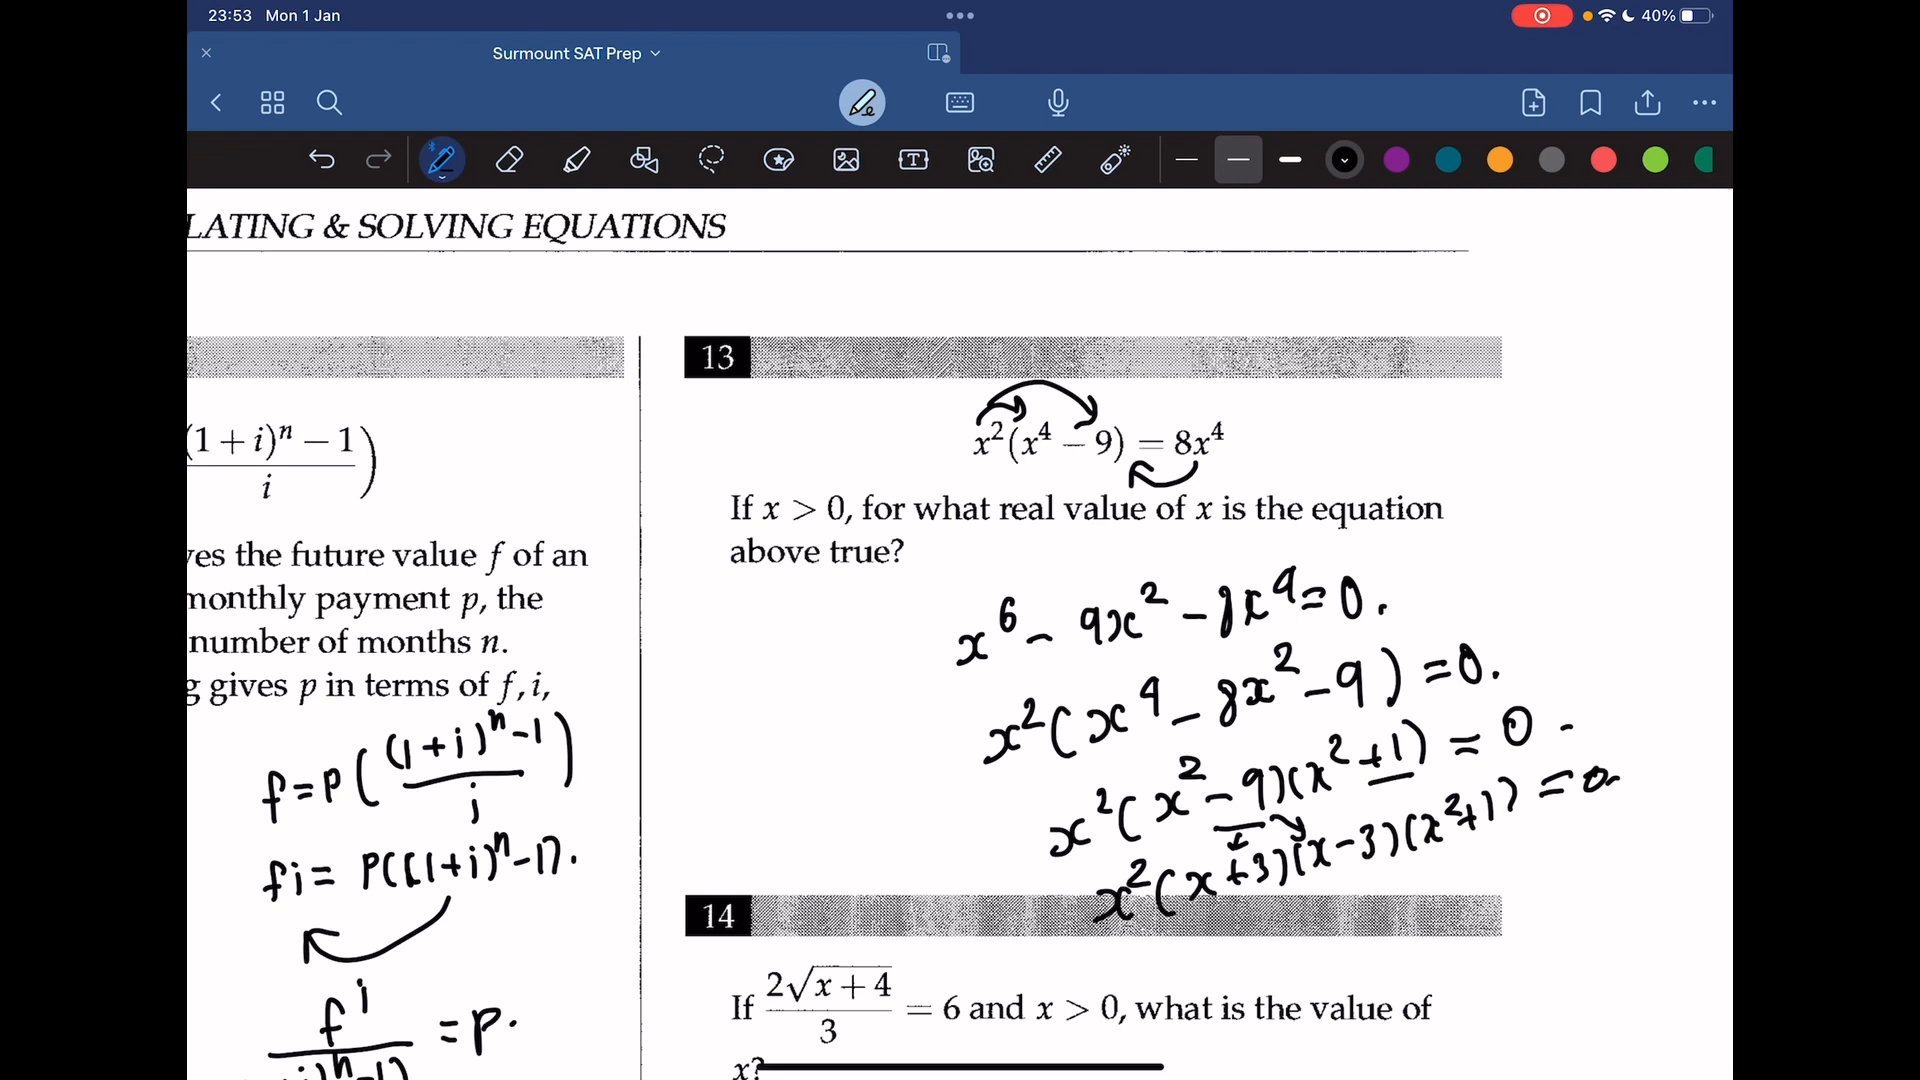 23:53 Mon 1 Jan
40%
Surmount SAT Prep
LATING & SOLVING EQUATIONS
(1 + i)ⁿ − 1)
i
ves the future value f of an
monthly payment p, the
number of months n.
g gives p in terms of f, i,
f = p((1+i)ⁿ-1)
i
fi = P((1+i)ⁿ-1).
fi
= p.
13
x²(x⁴ − 9) = 8x⁴
If x > 0, for what real value of x is the equation
above true?
x⁶ - 9x² - 8x⁴ = 0.
x²(x⁴ - 8x² - 9) = 0.
x²(x² - 9)(x² + 1) = 0
x²(x+3)(x-3)(x²+1) = 0.
14
If 2√x + 4 / 3 = 6 and x > 0, what is the value of
x?